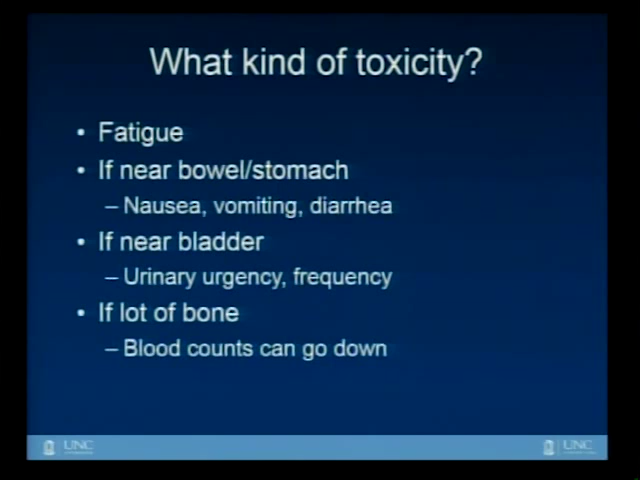 What kind of toxicity?
• Fatigue
• If near bowel/stomach
– Nausea, vomiting, diarrhea
• If near bladder
– Urinary urgency, frequency
• If lot of bone
– Blood counts can go down
UNC
UNC